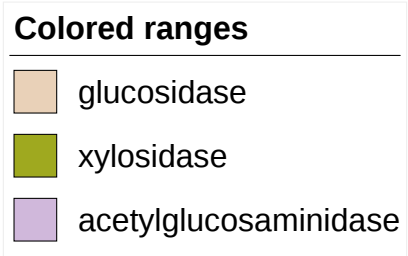 Colored ranges
glucosidase
xylosidase
acetylglucosaminidase